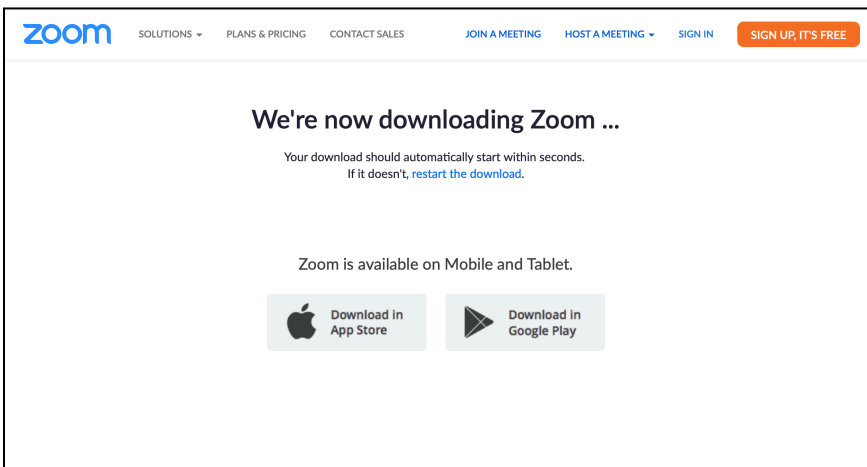 zoom
SOLUTIONS
PLANS & PRICING
CONTACT SALES
JOIN A MEETING
HOST A MEETING
SIGN IN
SIGN UP, IT'S FREE
We're now downloading Zoom ...
Your download should automatically start within seconds.
If it doesn't, restart the download.
Zoom is available on Mobile and Tablet.
Download in
App Store
Download in
Google Play